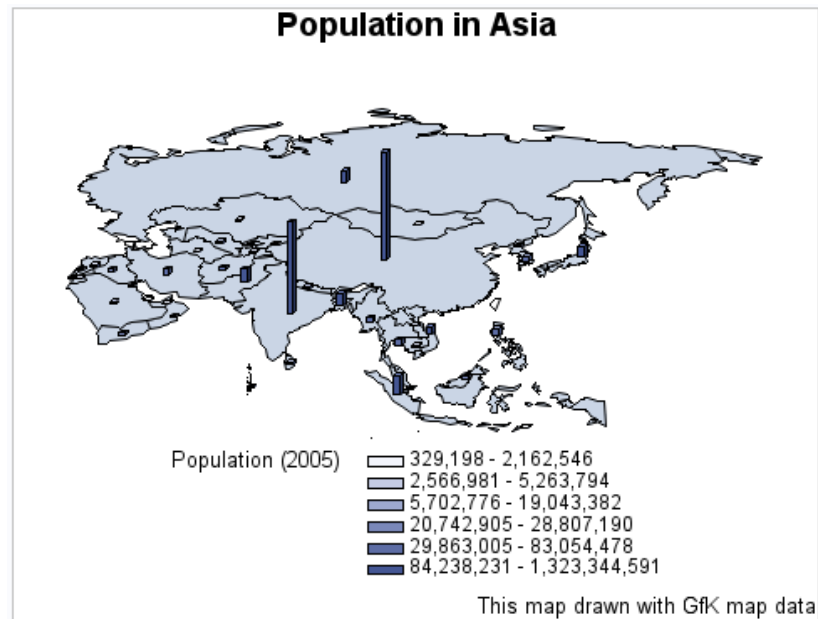 Population in Asia
Population (2005)
329,198 - 2,162,546
2,566,981 - 5,263,794
5,702,776 - 19,043,382
20,742,905 - 28,807,190
29,863,005 - 83,054,478
84,238,231 - 1,323,344,591
This map drawn with GfK map data